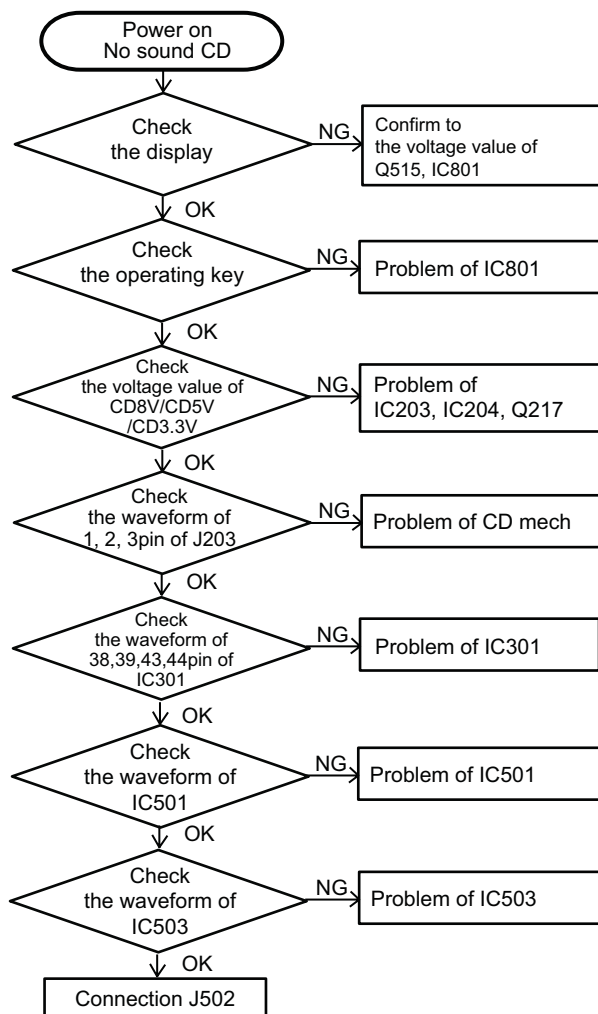 Power on
No sound CD
Check
the display
NG
Confirm to
the voltage value of
Q515, IC801
OK
Check
the operating key
NG
Problem of IC801
OK
Check
the voltage value of
CD8V/CD5V
/CD3.3V
NG
Problem of
IC203, IC204, Q217
OK
Check
the waveform of
1, 2, 3pin of J203
NG
Problem of CD mech
OK
Check
the waveform of
38,39,43,44pin of
IC301
NG
Problem of IC301
OK
Check
the waveform of
IC501
NG
Problem of IC501
OK
Check
the waveform of
IC503
NG
Problem of IC503
OK
Connection J502